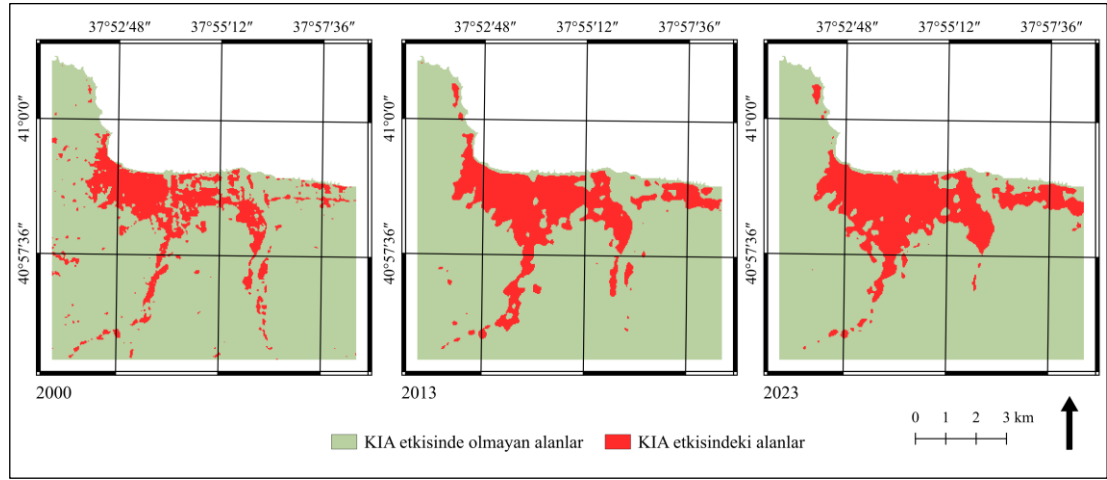 37°52′48″ 37°55′12″ 37°57′36″ 37°52′48″ 37°55′12″ 37°57′36″ 37°52′48″ 37°55′12″ 37°57′36″
41°0′0″ 41°0′0″ 41°0′0″
40°57′36″ 40°57′36″ 40°57′36″
2000 2013 2023
0 1 2 3 km
KIA etkisinde olmayan alanlar KIA etkisindeki alanlar